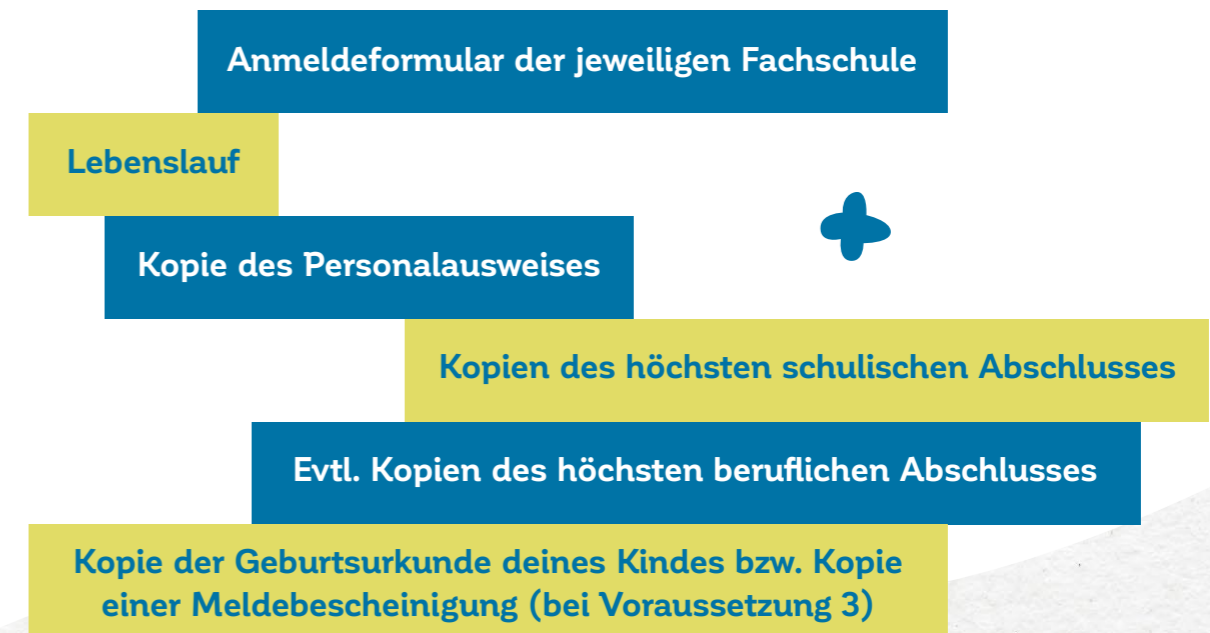 Anmeldeformular der jeweiligen Fachschule
Lebenslauf
Kopie des Personalausweises
Kopien des höchsten schulischen Abschlusses
Evtl. Kopien des höchsten beruflichen Abschlusses
Kopie der Geburtsurkunde deines Kindes bzw. Kopie
einer Meldebescheinigung (bei Voraussetzung 3)